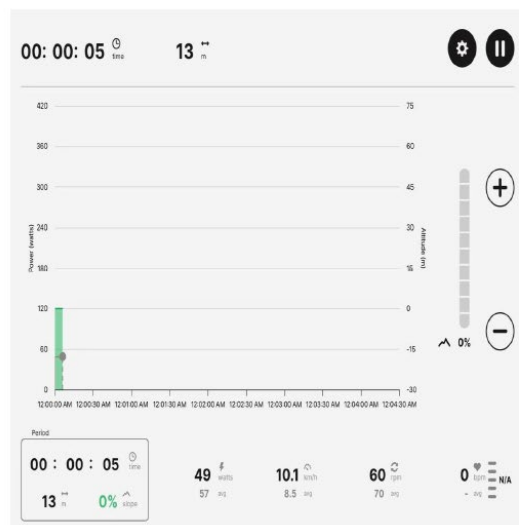 00: 00: 05 time 13 m
420 75
360 60
300 45
240 30
180 15
120 0
60 -15
0 -30
Power (watts)
Altitude (m)
0%
12:00:00 AM 12:00:30 AM 12:01:00 AM 12:01:30 AM 12:02:00 AM 12:02:30 AM 12:03:00 AM 12:03:30 AM 12:04:00 AM 12:04:30 AM
Period
00 : 00 : 05 time
13 m 0% slope
49 watts 10.1 km/h 60 rpm 0 bpm N/A
57 avg 8.5 avg 70 avg - avg